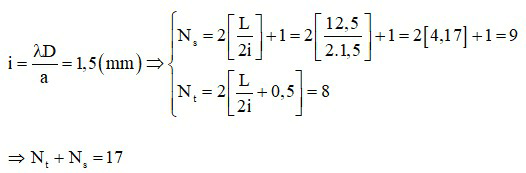 i = λD/a = 1,5(mm) ⇒ { N_s = 2[L/2i] + 1 = 2[12,5/2.1,5] + 1 = 2[4,17] + 1 = 9
N_t = 2[L/2i + 0,5] = 8
⇒ N_t + N_s = 17